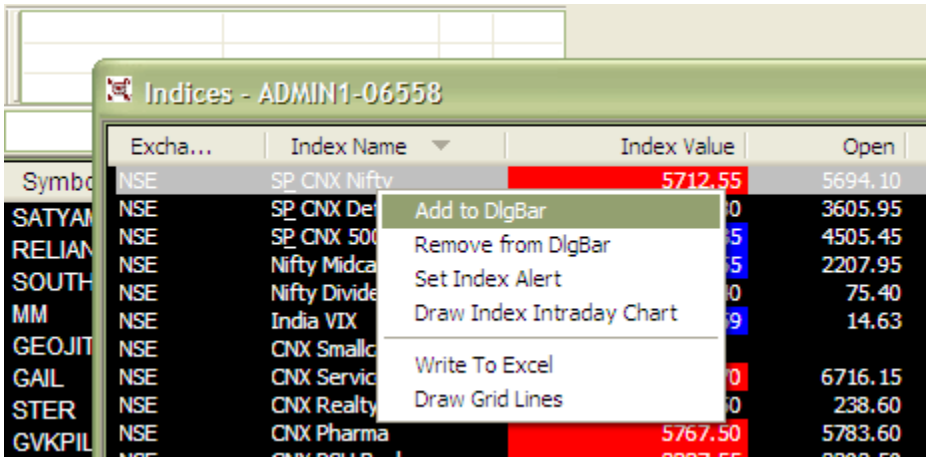 Indices - ADMIN1-06558
Excha... Index Name Index Value Open
Symbo
NSE SP CNX Nifty 5712.55 5694.10
SATYAM NSE SP CNX Def 3605.95
RELIAN NSE SP CNX 500 4505.45
SOUTH NSE Nifty Midca 2207.95
NSE Nifty Divide 75.40
MM NSE India VIX 14.63
GEOJIT NSE CNX Smallc
GAIL NSE CNX Servic 6716.15
STER NSE CNX Realty 238.60
GVKPIL NSE CNX Pharma 5767.50 5783.60
Add to DlgBar
Remove from DlgBar
Set Index Alert
Draw Index Intraday Chart
Write To Excel
Draw Grid Lines